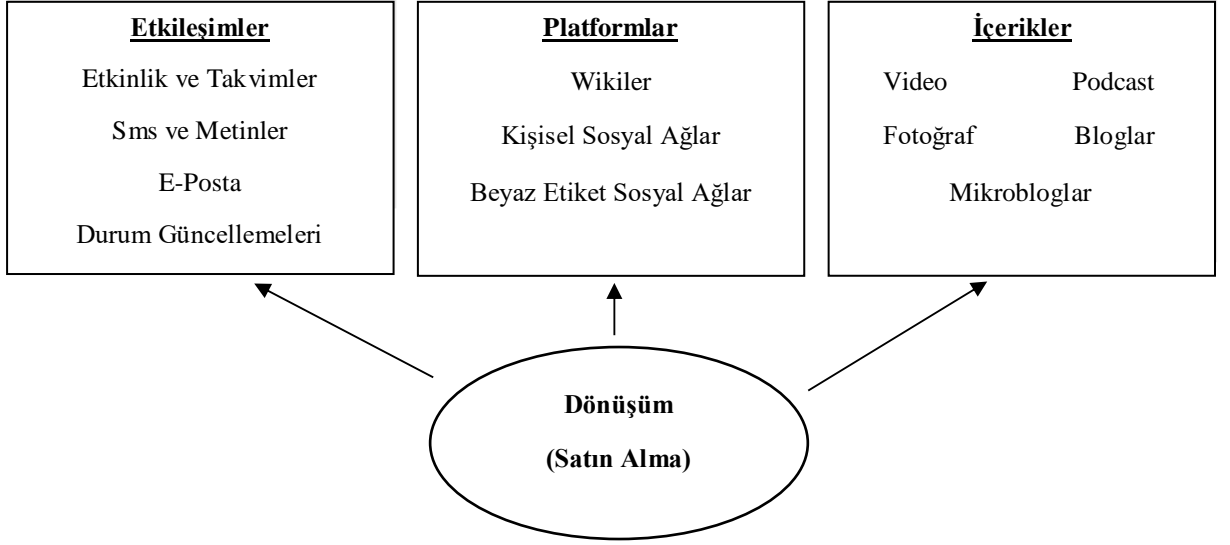 Etkileşimler
Etkinlik ve Takvimler
Sms ve Metinler
E-Posta
Durum Güncellemeleri
Platformlar
Wikiler
Kişisel Sosyal Ağlar
Beyaz Etiket Sosyal Ağlar
İçerikler
Video Podcast
Fotoğraf Bloglar
Mikrobloglar
Dönüşüm
(Satın Alma)